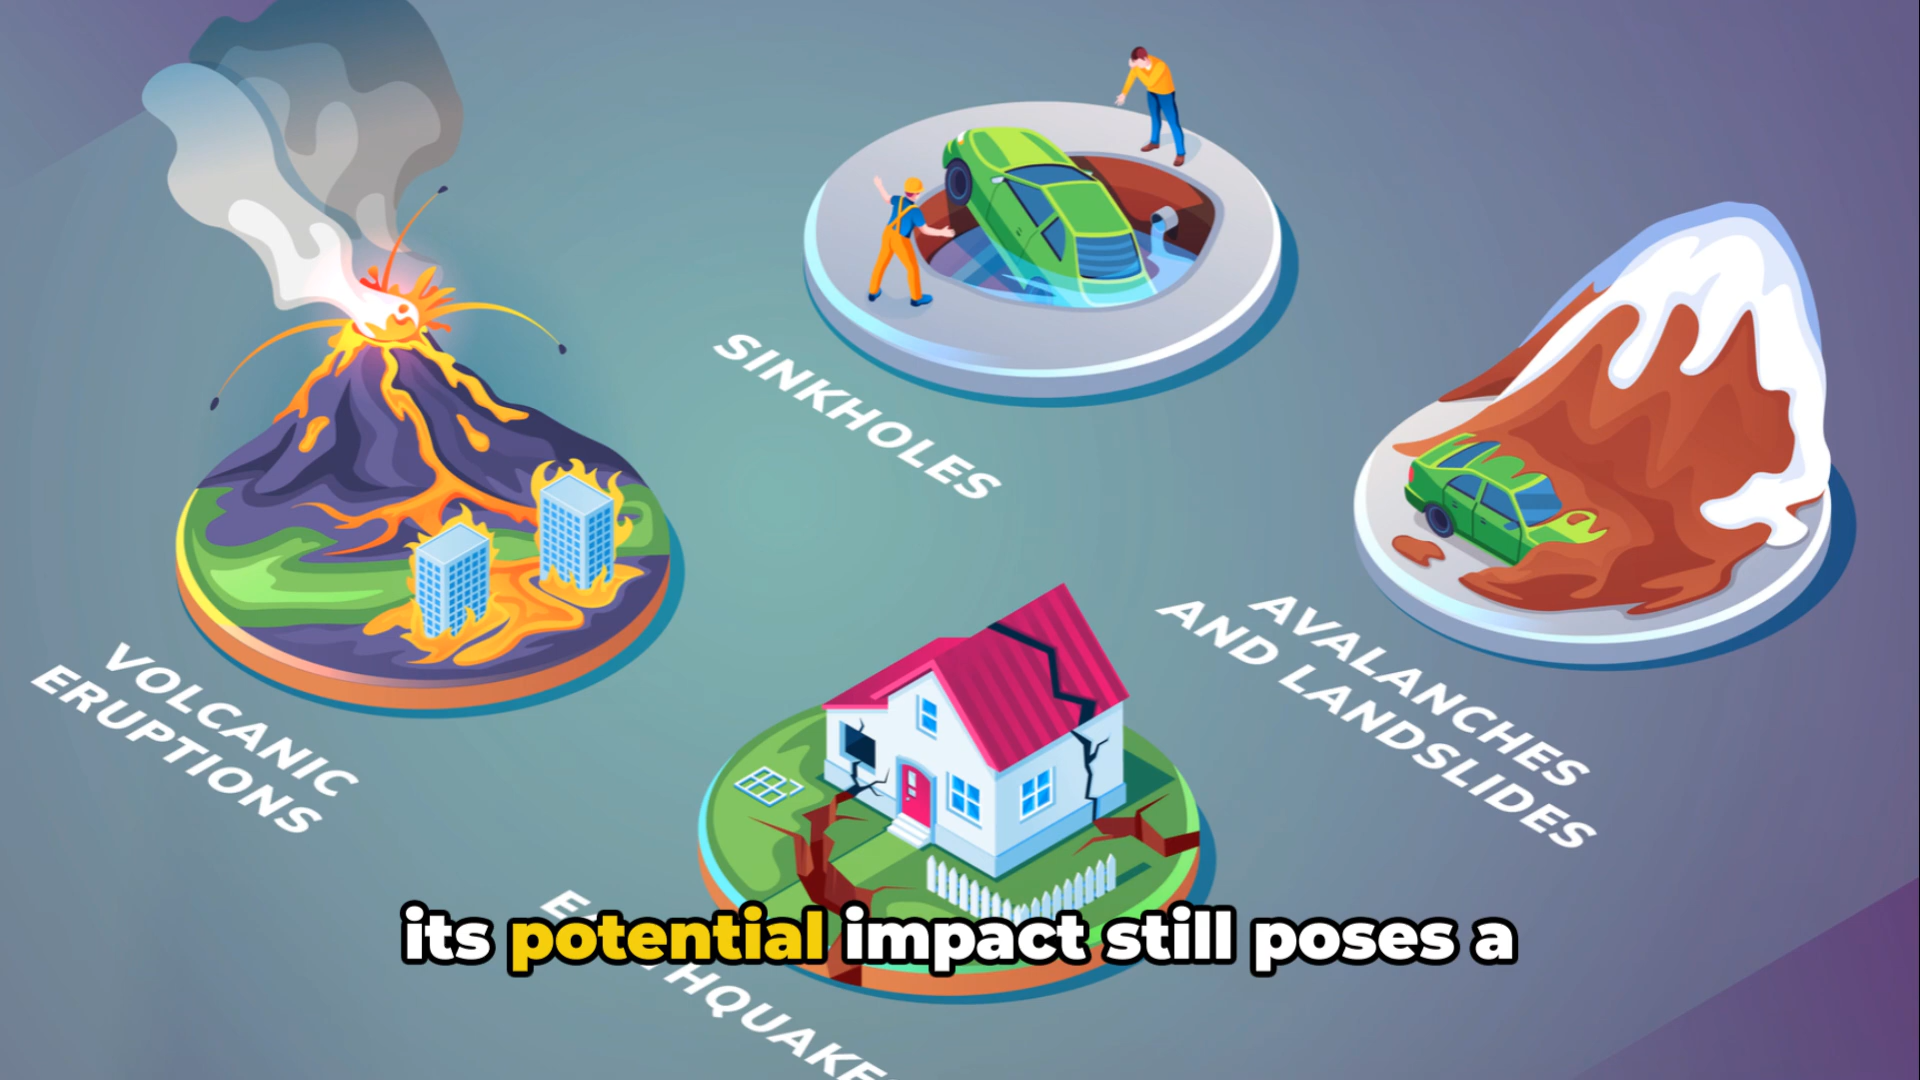 SINKHOLES
AVALANCHES
AND LANDSLIDES
VOLCANIC
ERUPTIONS
its potential impact still poses a